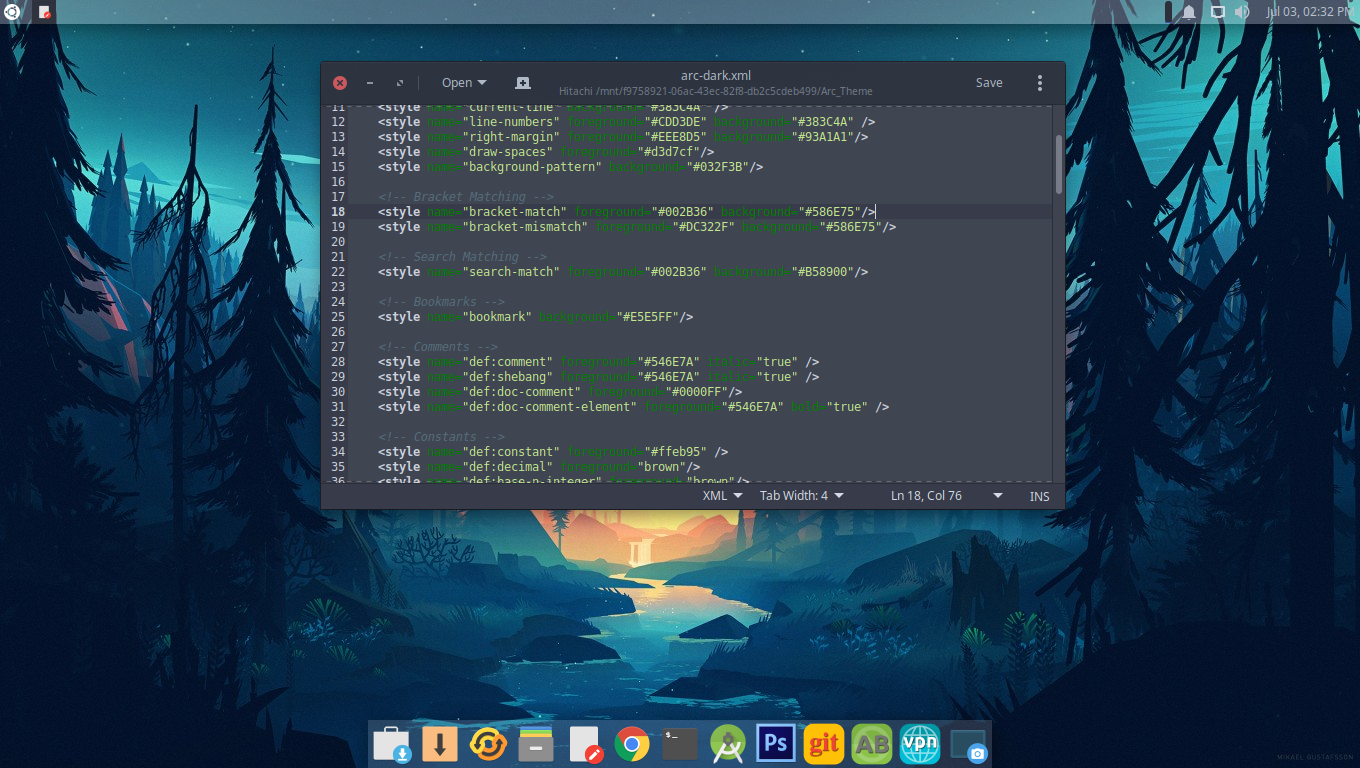 Jul 03, 02:32 PM
Open
arc-dark.xml
Hitachi /mnt/f9758921-06ac-43ec-82f8-db2c5cdeb499/Arc_Theme
Save
11 <style name="current-line" background="#383C4A" />
12 <style name="line-numbers" foreground="#CDD3DE" background="#383C4A" />
13 <style name="right-margin" foreground="#EEE8D5" background="#93A1A1"/>
14 <style name="draw-spaces" foreground="#d3d7cf"/>
15 <style name="background-pattern" background="#032F3B"/>
16
17 <!-- Bracket Matching -->
18 <style name="bracket-match" foreground="#002B36" background="#586E75"/>
19 <style name="bracket-mismatch" foreground="#DC322F" background="#586E75"/>
20
21 <!-- Search Matching -->
22 <style name="search-match" foreground="#002B36" background="#B58900"/>
23
24 <!-- Bookmarks -->
25 <style name="bookmark" background="#E5E5FF"/>
26
27 <!-- Comments -->
28 <style name="def:comment" foreground="#546E7A" italic="true" />
29 <style name="def:shebang" foreground="#546E7A" italic="true" />
30 <style name="def:doc-comment" foreground="#0000FF"/>
31 <style name="def:doc-comment-element" foreground="#546E7A" bold="true" />
32
33 <!-- Constants -->
34 <style name="def:constant" foreground="#ffeb95" />
35 <style name="def:decimal" foreground="brown"/>
36 <style name="def:base-n-integer" foreground="brown"/>
XML Tab Width: 4 Ln 18, Col 76 INS
$_ Ps git AB vpn
MIKAEL GUSTAFSSON